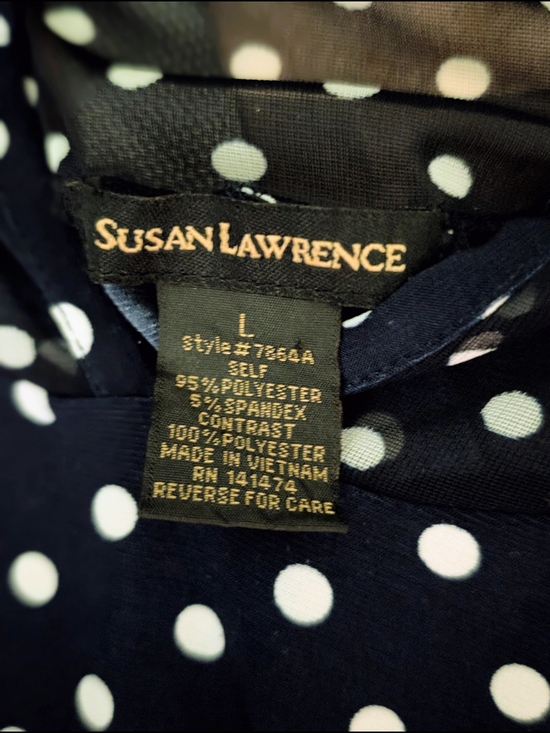 SUSAN LAWRENCE
L
Style#7864A
SELF
95%POLYESTER
5%SPANDEX
CONTRAST
100%POLYESTER
MADE IN VIETNAM
RN 141474
REVERSE FOR CARE